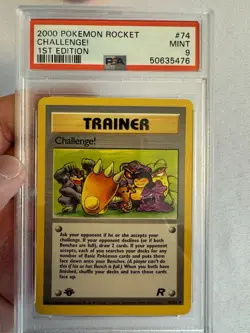 2000 POKEMON ROCKET #74
CHALLENGE! MINT
1ST EDITION 9
PSA 50635476
TRAINER
Challenge!
Ask your opponent if he or she accepts your
challenge. If your opponent declines (or if both
Benches are full), draw 2 cards. If your opponent
accepts, each of you searches your decks for any
number of Basic Pokémon cards and puts them
face down onto your Benches. (A player can't do
this if his or her Bench is full.) When you both have
finished, shuffle your decks and turn those cards
face up.
EDITION
R